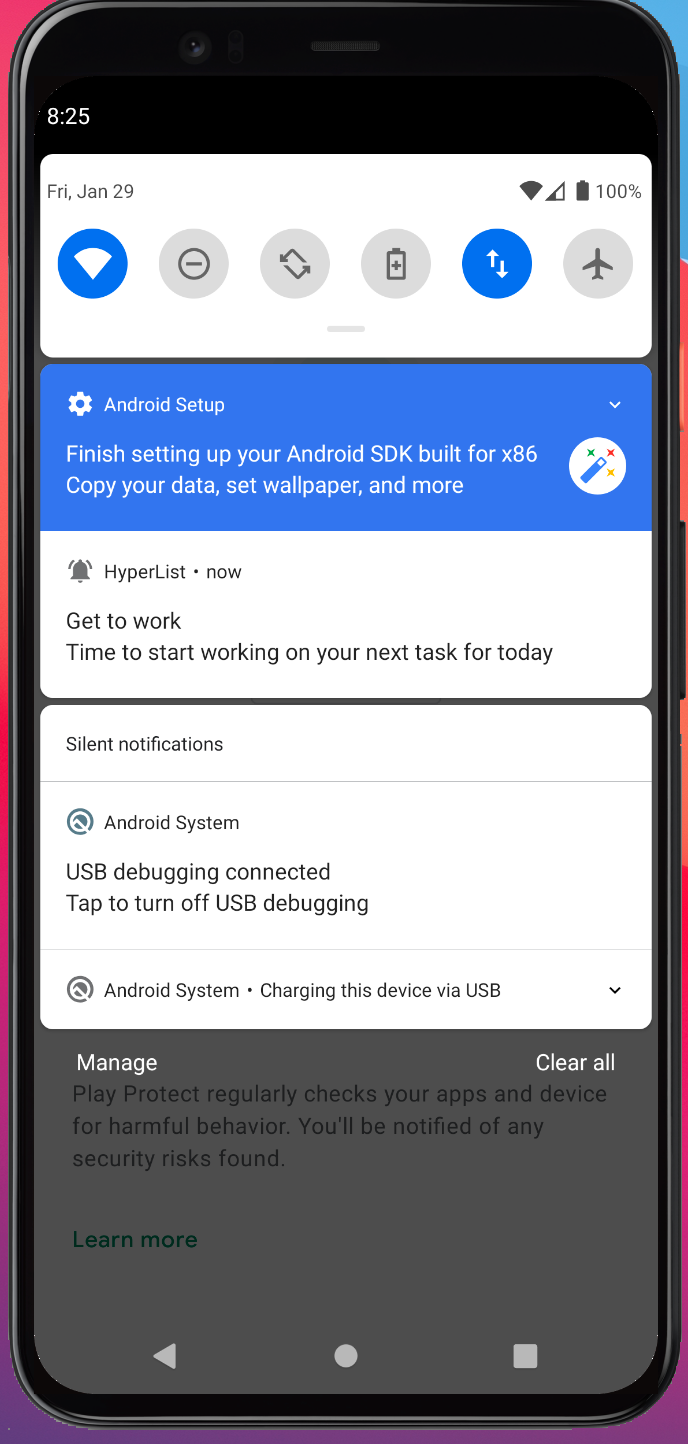 8:25
Fri, Jan 29
100%
Android Setup
Finish setting up your Android SDK built for x86
Copy your data, set wallpaper, and more
HyperList • now
Get to work
Time to start working on your next task for today
Silent notifications
Android System
USB debugging connected
Tap to turn off USB debugging
Android System • Charging this device via USB
Manage
Clear all
Play Protect regularly checks your apps and device
for harmful behavior. You'll be notified of any
security risks found.
Learn more